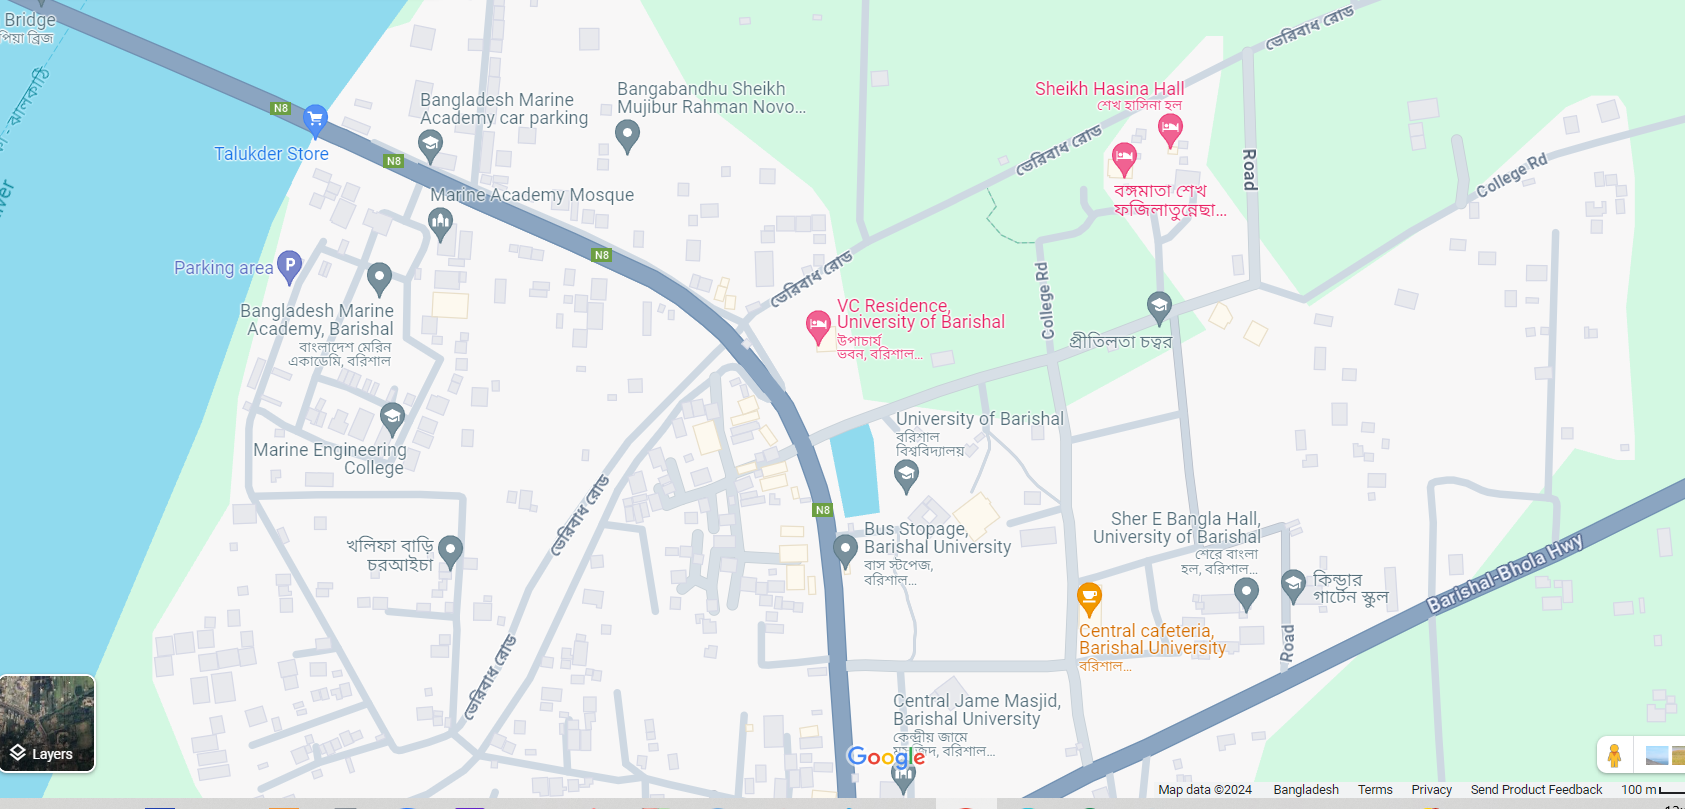 Bridge
পিয়া ব্রিজ
ভেরিবাঁধ রোড
N8
Talukder Store
Bangladesh Marine
Academy car parking
Bangabandhu Sheikh
Mujibur Rahman Novo...
Sheikh Hasina Hall
শেখ হাসিনা হল
ভেরিবাঁধ রোড
Road
College Rd
N8
Marine Academy Mosque
বঙ্গমাতা শেখ
ফজিলাতুন্নেছা...
Parking area
N8
ভেরিবাঁধ রোড
College Rd
Bangladesh Marine
Academy, Barishal
বাংলাদেশ মেরিন
একাডেমি, বরিশাল
VC Residence,
University of Barishal
উপাচার্য
ভবন, বরিশাল...
প্রীতিলতা চত্বর
University of Barishal
বরিশাল
বিশ্ববিদ্যালয়
Marine Engineering
College
ভেরিবাঁধ রোড
N8
Bus Stopage,
Barishal University
বাস স্টপেজ,
বরিশাল...
Sher E Bangla Hall,
University of Barishal
শেরে বাংলা
হল, বরিশাল...
খলিফা বাড়ি
চরআইচা
কিন্ডার
গার্টেন স্কুল
Barishal-Bhola Hwy
Central cafeteria,
Barishal University
বরিশাল...
Road
ভেরিবাঁধ রোড
Central Jame Masjid,
Barishal University
কেন্দ্রীয় জামে
মসজিদ, বরিশাল...
Layers
Google
Map data ©2024 Bangladesh Terms Privacy Send Product Feedback 100 m